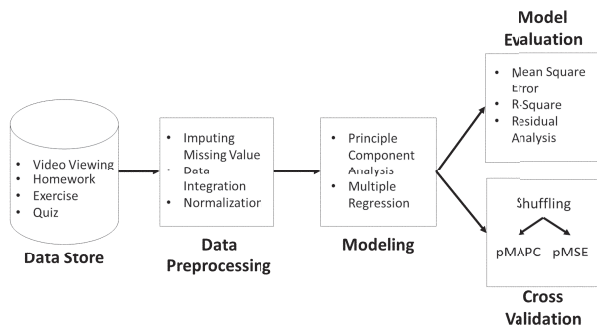 Video Viewing
Homework
Exercise
Quiz
Data Store
Imputing
Missing Value
Data
Integration
Normalization
Data
Preprocessing
Principle
Component
Analysis
Multiple
Regression
Modeling
Model
Evaluation
Mean Square
Error
R-Square
Residual
Analysis
Shuffling
pMAPC pMSE
Cross
Validation